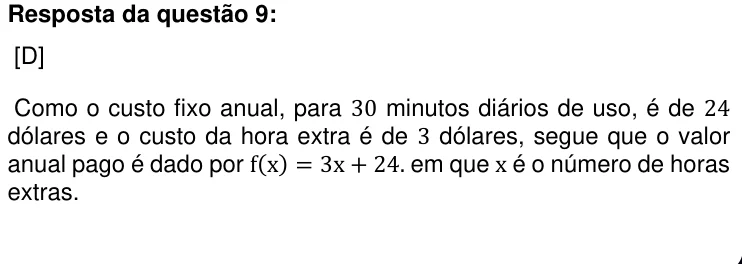 Resposta da questão 9:
[D]
Como o custo fixo anual, para 30 minutos diários de uso, é de 24
dólares e o custo da hora extra é de 3 dólares, segue que o valor
anual pago é dado por f(x) = 3x + 24. em que x é o número de horas
extras.